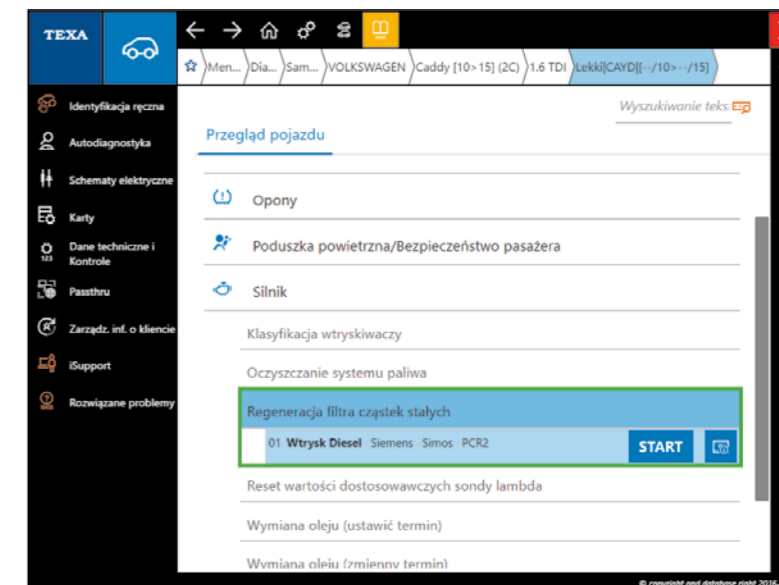 TEXA
Men... Dia... Sam... VOLKSWAGEN Caddy [10>15] (2C) 1.6 TDI Lekki[CAYD][--/10>--/15]
Identyfikacja ręczna
Autodiagnostyka
Schematy elektryczne
Karty
123
Dane techniczne i
Kontrole
Passthru
Zarządz. inf. o kliencie
iSupport
Rozwiązane problemy
Wyszukiwanie teks
Przegląd pojazdu
Opony
Poduszka powietrzna/Bezpieczeństwo pasażera
Silnik
Klasyfikacja wtryskiwaczy
Oczyszczanie systemu paliwa
Regeneracja filtra cząstek stałych
01 Wtrysk Diesel Siemens Simos PCR2
START
Reset wartości dostosowawczych sondy lambda
Wymiana oleju (ustawić termin)
Wymiana oleju (zmienny termin)
© copyright and database right 2016